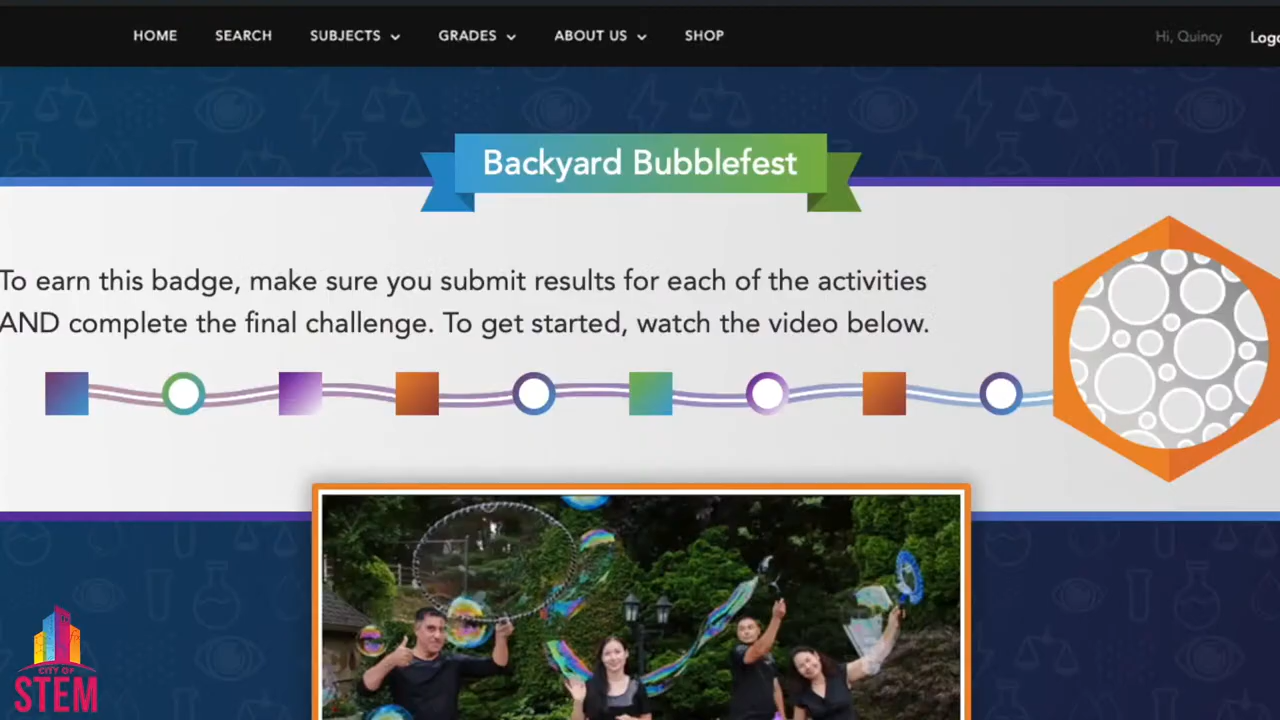 HOME SEARCH SUBJECTS GRADES ABOUT US SHOP Hi, Quincy
Backyard Bubblefest
To earn this badge, make sure you submit results for each of the activities
AND complete the final challenge. To get started, watch the video below.
CITY OF
STEM